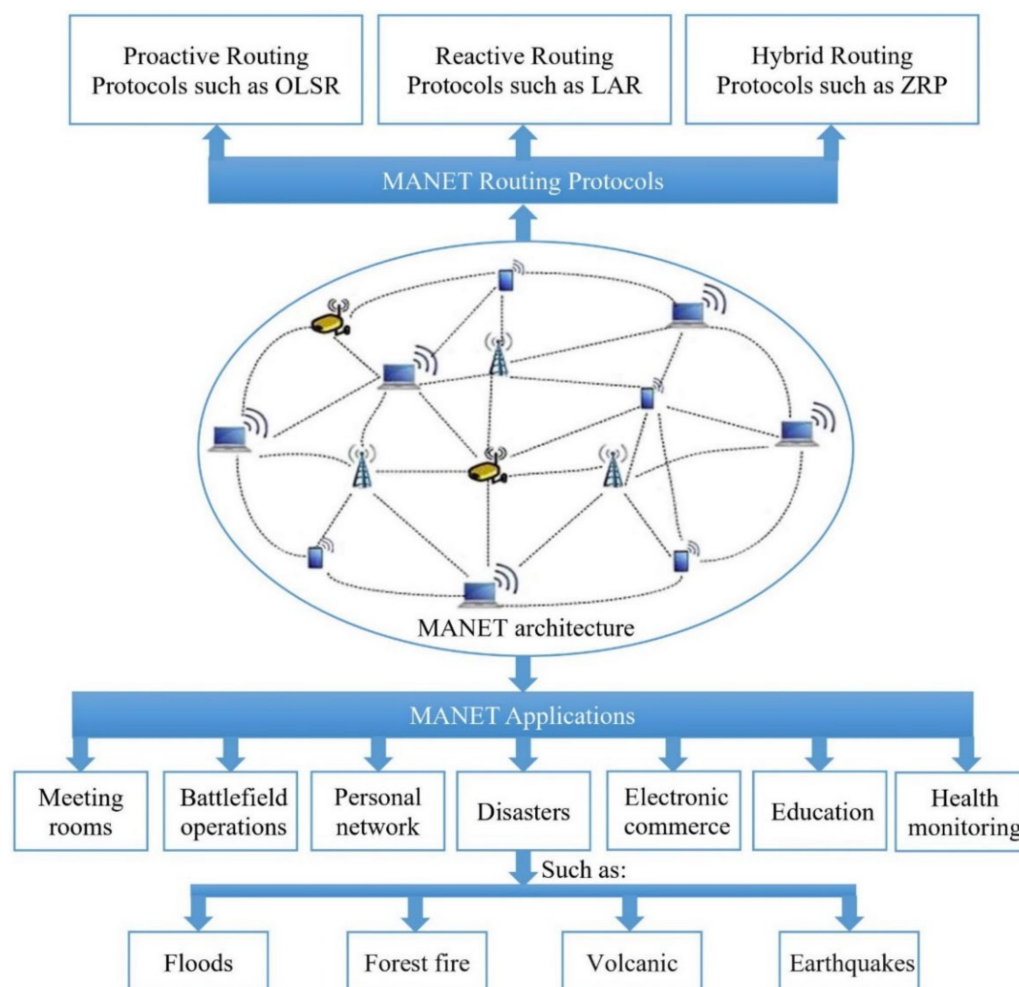 Proactive Routing
Protocols such as OLSR
Reactive Routing
Protocols such as LAR
Hybrid Routing
Protocols such as ZRP
MANET Routing Protocols
MANET architecture
MANET Applications
Meeting
rooms
Battlefield
operations
Personal
network
Disasters
Electronic
commerce
Education
Health
monitoring
Such as:
Floods
Forest fire
Volcanic
Earthquakes